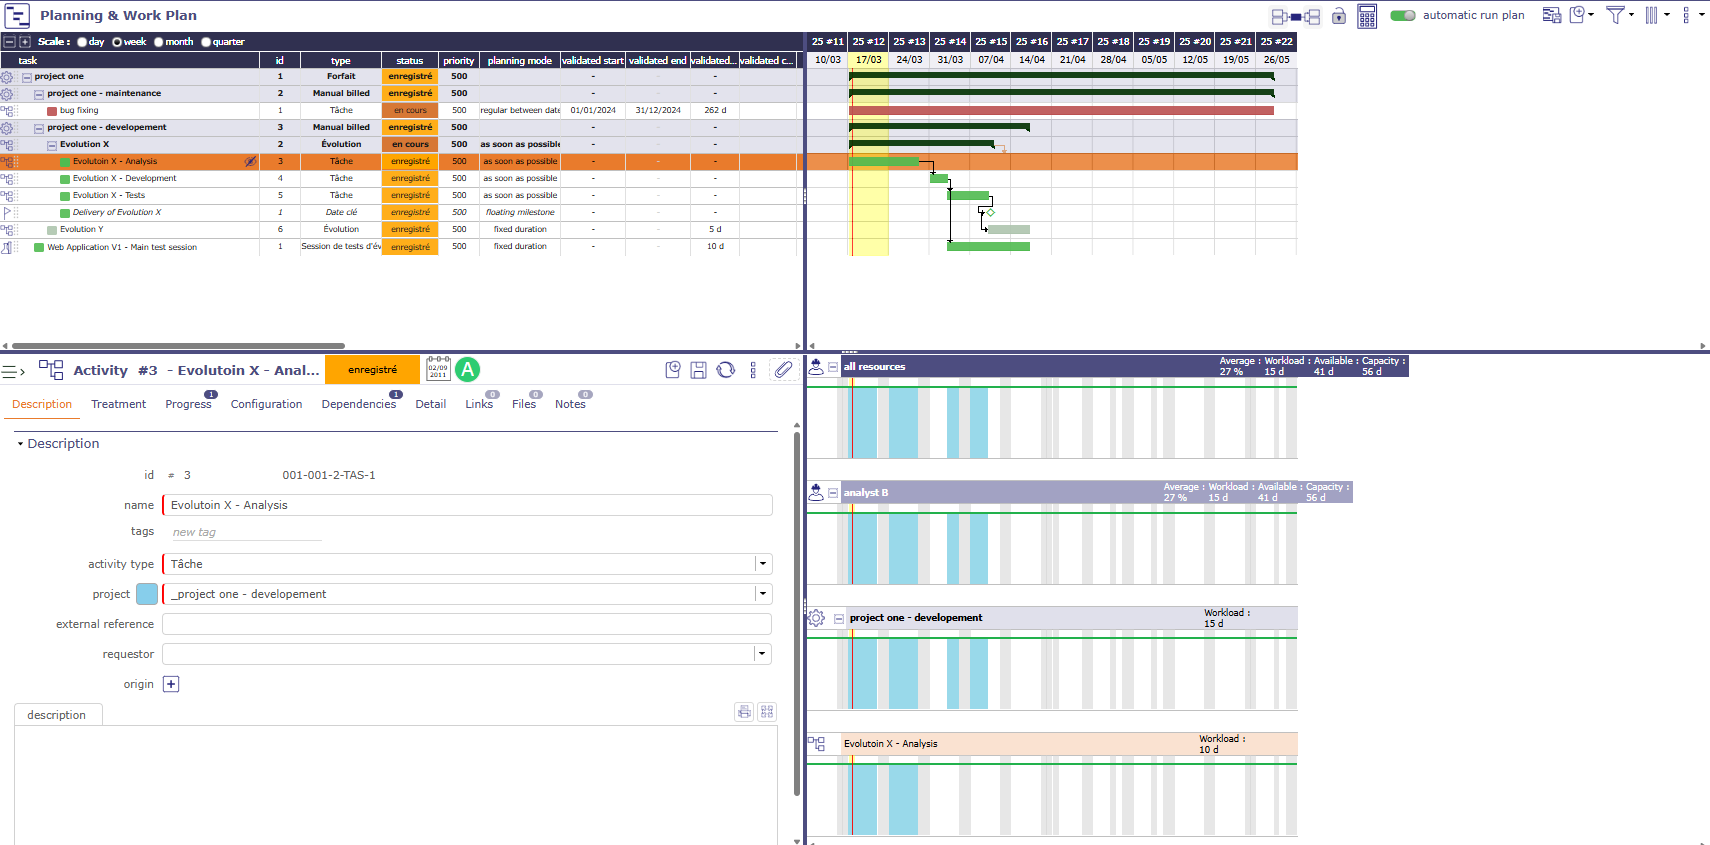 Planning & Work Plan
automatic run plan
Scale : day week month quarter
task id type status priority planning mode validated start validated end validated... validated c...
project one 1 Forfait enregistré 500 - - -
project one - maintenance 2 Manual billed enregistré 500 - - -
bug fixing 1 Tâche en cours 500 regular between date 01/01/2024 31/12/2024 262 d
project one - developement 3 Manual billed enregistré 500 - - -
Evolution X 2 Évolution en cours 500 as soon as possible - - -
Evolutoin X - Analysis 3 Tâche enregistré 500 as soon as possible - - -
Evolution X - Development 4 Tâche enregistré 500 as soon as possible - - -
Evolution X - Tests 5 Tâche enregistré 500 as soon as possible - - -
Delivery of Evolution X 1 Date clé enregistré 500 floating milestone - - -
Evolution Y 6 Évolution enregistré 500 fixed duration - - 5 d
Web Application V1 - Main test session 1 Session de tests d'év enregistré 500 fixed duration - - 10 d
25 #11 25 #12 25 #13 25 #14 25 #15 25 #16 25 #17 25 #18 25 #19 25 #20 25 #21 25 #22
10/03 17/03 24/03 31/03 07/04 14/04 21/04 28/04 05/05 12/05 19/05 26/05
Activity #3 - Evolutoin X - Anal... enregistré 02/09 2011 A
Description Treatment Progress 1 Configuration Dependencies 1 Detail Links 0 Files 0 Notes 0
Description
id # 3 001-001-2-TAS-1
name Evolutoin X - Analysis
tags new tag
activity type Tâche
project _project one - developement
external reference
requestor
origin
description
all resources
Average : Workload : Available : Capacity :
27 % 15 d 41 d 56 d
analyst B
Average : Workload : Available : Capacity :
27 % 15 d 41 d 56 d
project one - developement
Workload :
15 d
Evolutoin X - Analysis
Workload :
10 d